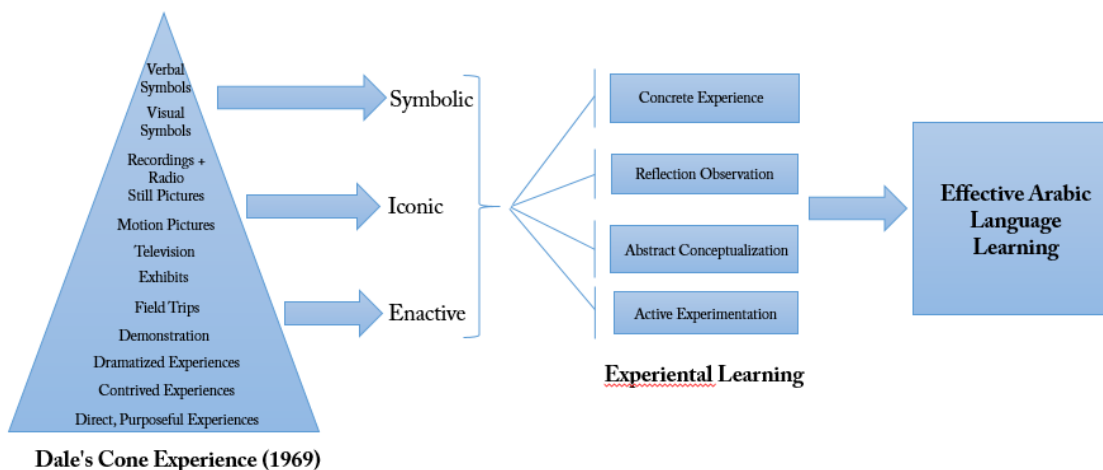 Verbal
Symbols
Visual
Symbols
Recordings +
Radio
Still Pictures
Motion Pictures
Television
Exhibits
Field Trips
Demonstration
Dramatized Experiences
Contrived Experiences
Direct, Purposeful Experiences
Dale's Cone Experience (1969)
Symbolic
Iconic
Enactive
Concrete Experience
Reflection Observation
Abstract Conceptualization
Active Experimentation
Experiental Learning
Effective Arabic
Language
Learning